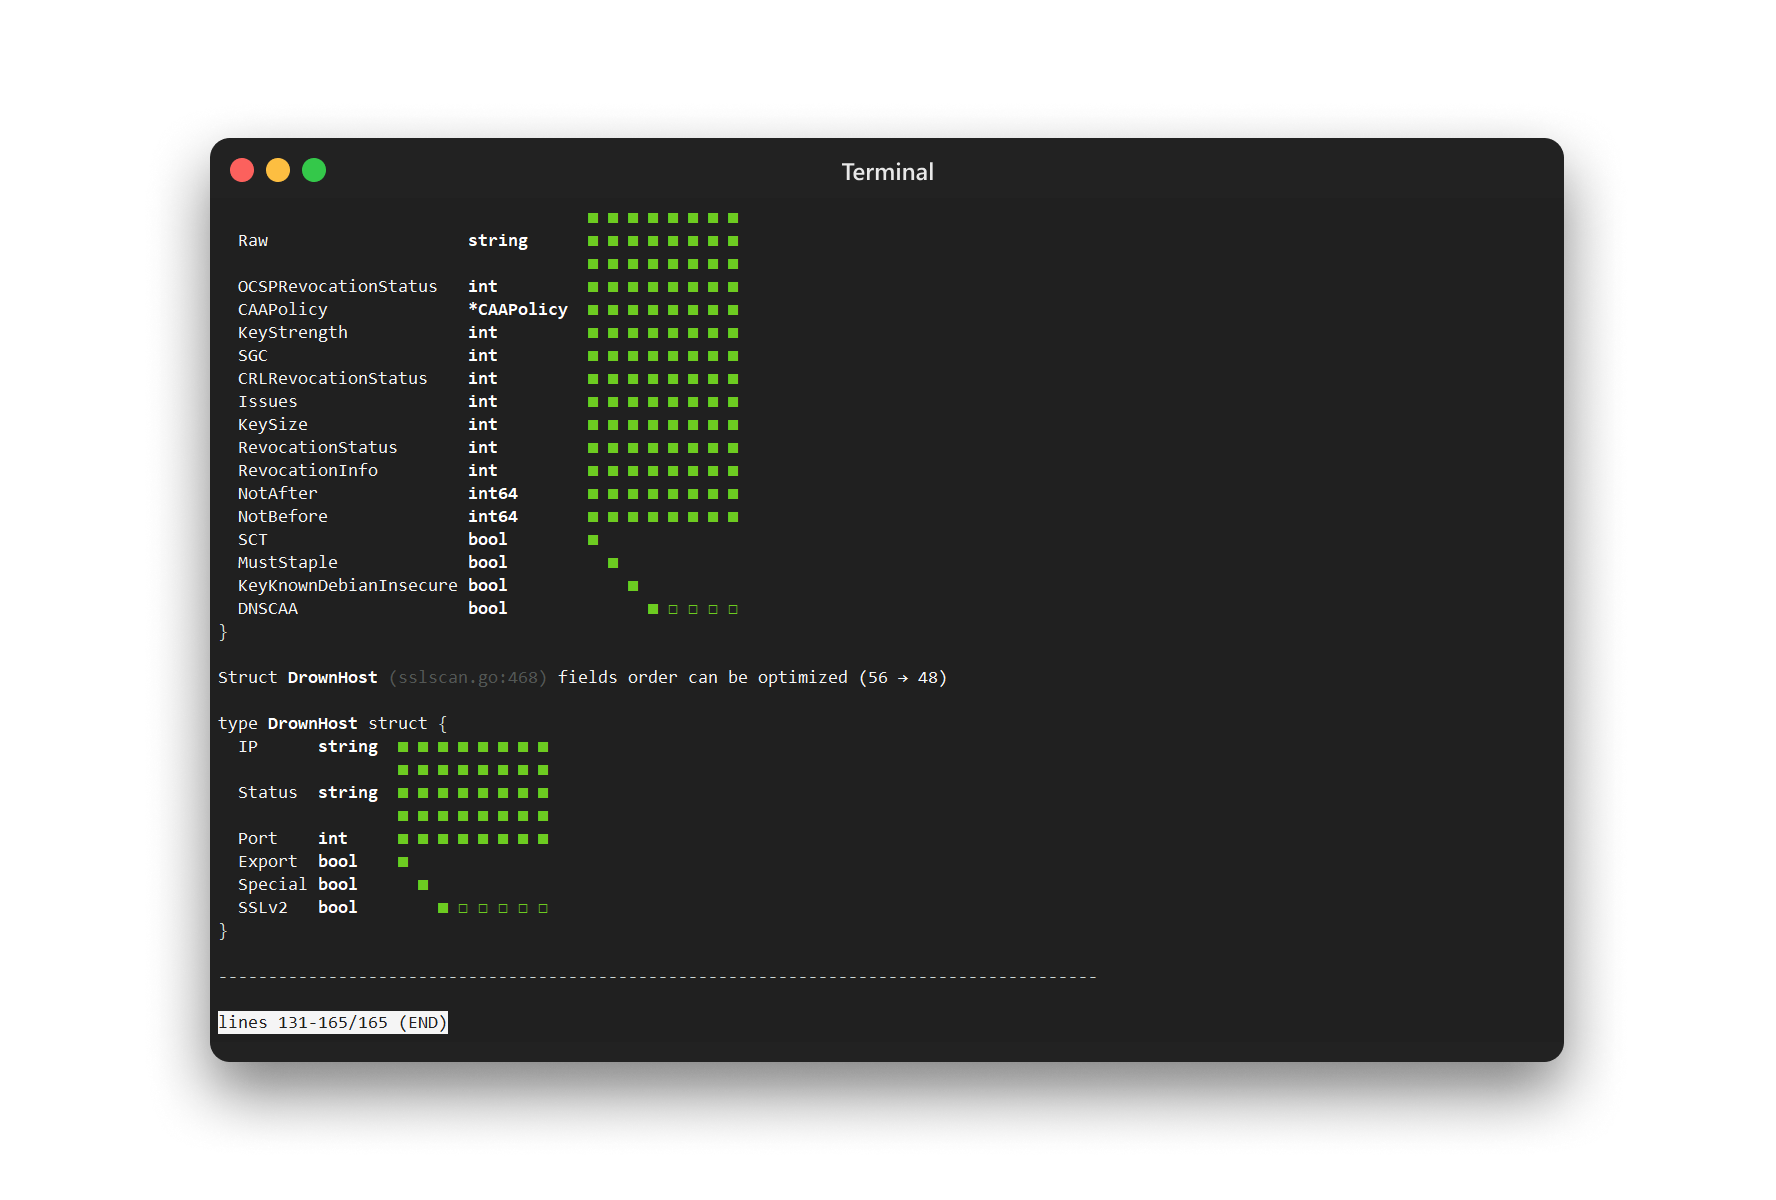 Terminal
■ ■ ■ ■ ■ ■ ■ ■
Raw string ■ ■ ■ ■ ■ ■ ■ ■
■ ■ ■ ■ ■ ■ ■ ■
OCSPRevocationStatus int ■ ■ ■ ■ ■ ■ ■ ■
CAAPolicy *CAAPolicy ■ ■ ■ ■ ■ ■ ■ ■
KeyStrength int ■ ■ ■ ■ ■ ■ ■ ■
SGC int ■ ■ ■ ■ ■ ■ ■ ■
CRLRevocationStatus int ■ ■ ■ ■ ■ ■ ■ ■
Issues int ■ ■ ■ ■ ■ ■ ■ ■
KeySize int ■ ■ ■ ■ ■ ■ ■ ■
RevocationStatus int ■ ■ ■ ■ ■ ■ ■ ■
RevocationInfo int ■ ■ ■ ■ ■ ■ ■ ■
NotAfter int64 ■ ■ ■ ■ ■ ■ ■ ■
NotBefore int64 ■ ■ ■ ■ ■ ■ ■ ■
SCT bool ■
MustStaple bool ■
KeyKnownDebianInsecure bool ■
DNSCAA bool ■ □ □ □ □
}
Struct DrownHost (sslscan.go:468) fields order can be optimized (56 → 48)
type DrownHost struct {
IP string ■ ■ ■ ■ ■ ■ ■ ■
■ ■ ■ ■ ■ ■ ■ ■
Status string ■ ■ ■ ■ ■ ■ ■ ■
■ ■ ■ ■ ■ ■ ■ ■
Port int ■ ■ ■ ■ ■ ■ ■ ■
Export bool ■
Special bool ■
SSLv2 bool ■ □ □ □ □ □
}
----------------------------------------------------------------------------------------
lines 131-165/165 (END)